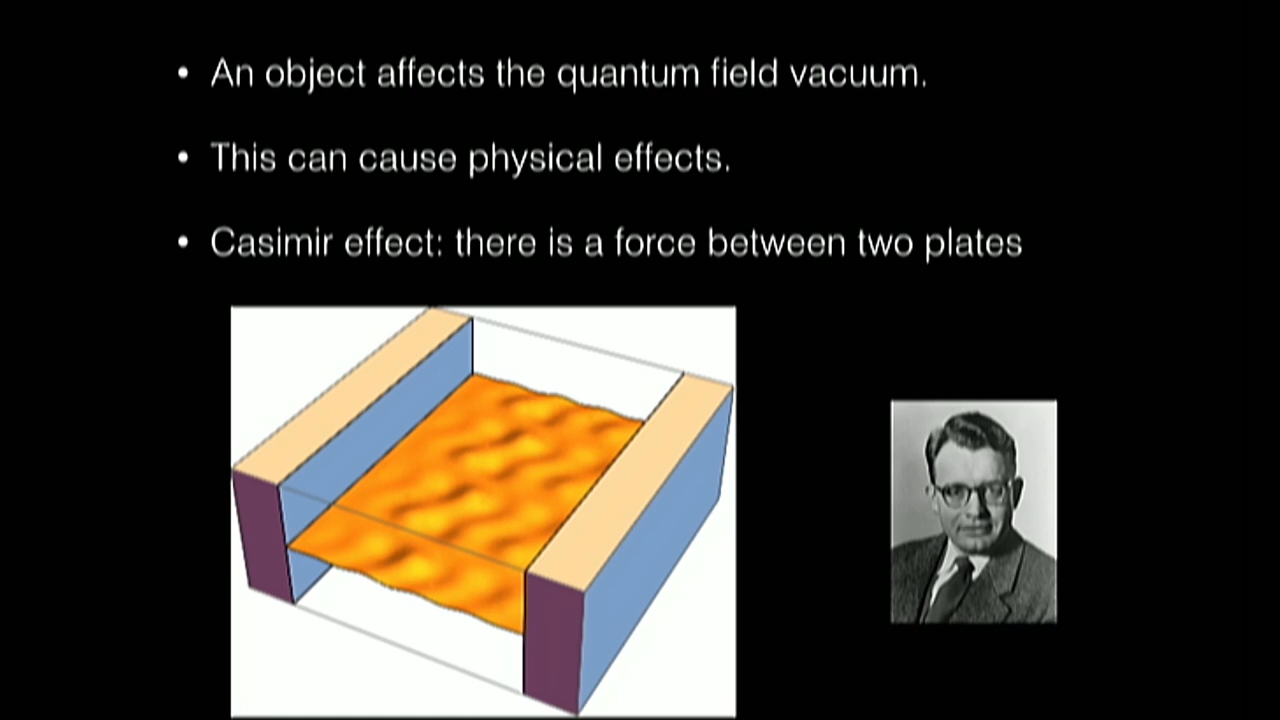 • An object affects the quantum field vacuum.
• This can cause physical effects.
• Casimir effect: there is a force between two plates